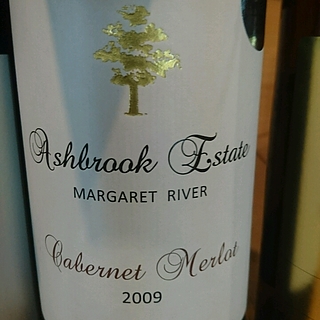 Ashbrook Estate
MARGARET RIVER
Cabernet Merlot
2009